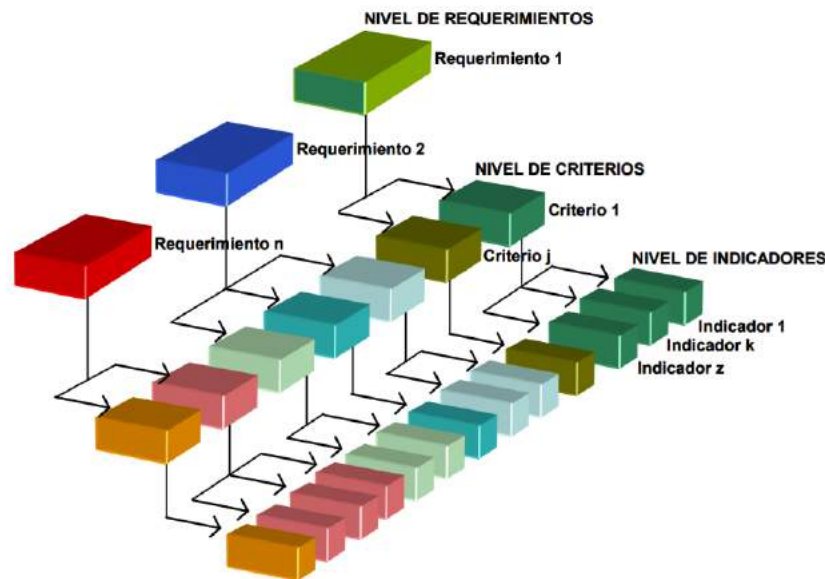 NIVEL DE REQUERIMIENTOS
Requerimiento 1
Requerimiento 2
NIVEL DE CRITERIOS
Criterio 1
Requerimiento n
Criterio j
NIVEL DE INDICADORES
Indicador 1
Indicador k
Indicador z